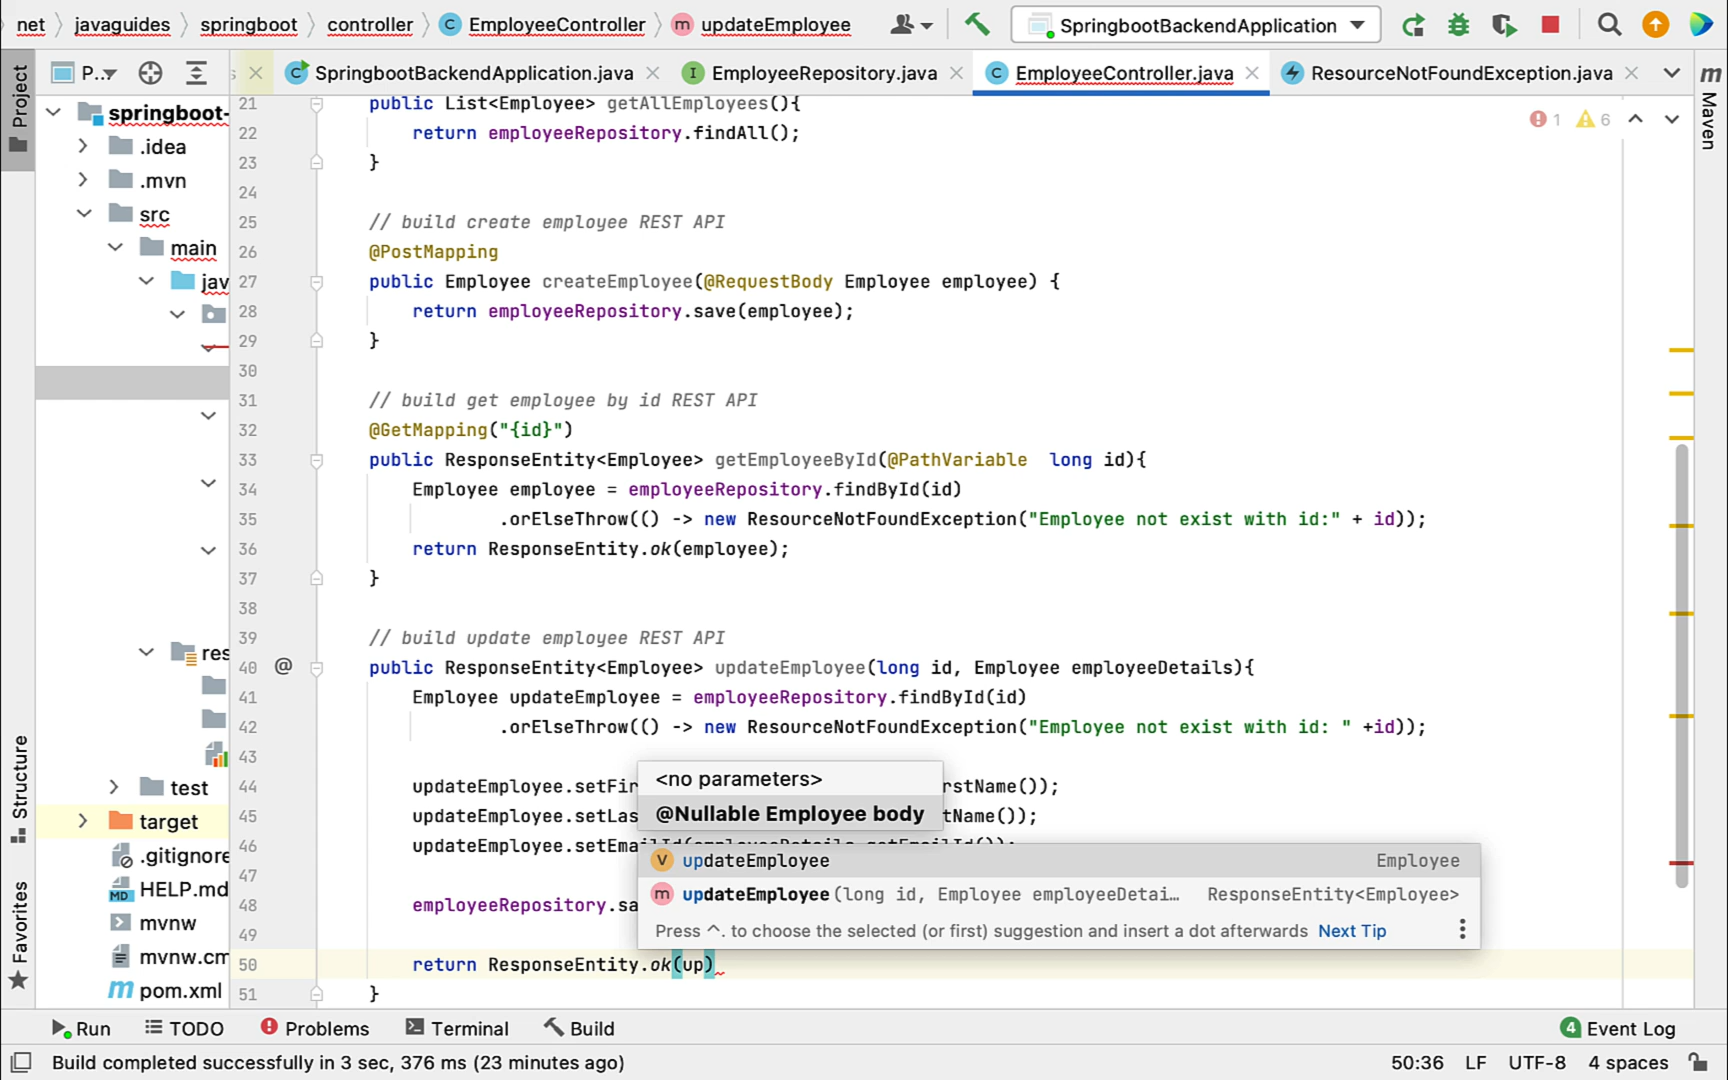 net javaguides springboot controller EmployeeController updateEmployee SpringbootBackendApplication
Project P... s SpringbootBackendApplication.java EmployeeRepository.java EmployeeController.java ResourceNotFoundException.java Maven
springboot-
.idea
.mvn
src
main
jav
res
test
target
.gitignore
HELP.md
mvnw
mvnw.cm
pom.xml
Structure
Favorites
1 6
21 public List<Employee> getAllEmployees(){
22 return employeeRepository.findAll();
23 }
24
25 // build create employee REST API
26 @PostMapping
27 public Employee createEmployee(@RequestBody Employee employee) {
28 return employeeRepository.save(employee);
29 }
30
31 // build get employee by id REST API
32 @GetMapping("{id}")
33 public ResponseEntity<Employee> getEmployeeById(@PathVariable long id){
34 Employee employee = employeeRepository.findById(id)
35 .orElseThrow(() -> new ResourceNotFoundException("Employee not exist with id:" + id));
36 return ResponseEntity.ok(employee);
37 }
38
39 // build update employee REST API
40 @ public ResponseEntity<Employee> updateEmployee(long id, Employee employeeDetails){
41 Employee updateEmployee = employeeRepository.findById(id)
42 .orElseThrow(() -> new ResourceNotFoundException("Employee not exist with id: " +id));
43
44 updateEmployee.setFir rstName());
45 updateEmployee.setLas tName());
46 updateEmployee.setEmailId(employeeDetails.getEmailId());
47
48 employeeRepository.sa
49
50 return ResponseEntity.ok(up)
51 }
<no parameters>
@Nullable Employee body
V updateEmployee Employee
m updateEmployee(long id, Employee employeeDetai... ResponseEntity<Employee>
Press ^. to choose the selected (or first) suggestion and insert a dot afterwards Next Tip
Run TODO Problems Terminal Build 4 Event Log
Build completed successfully in 3 sec, 376 ms (23 minutes ago) 50:36 LF UTF-8 4 spaces